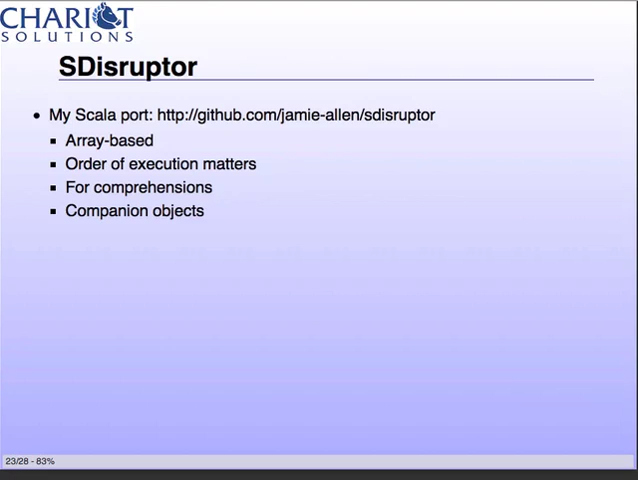 CHARIOT
SOLUTIONS
SDisruptor
• My Scala port: http://github.com/jamie-allen/sdisruptor
▪ Array-based
▪ Order of execution matters
▪ For comprehensions
▪ Companion objects
23/28 - 83%